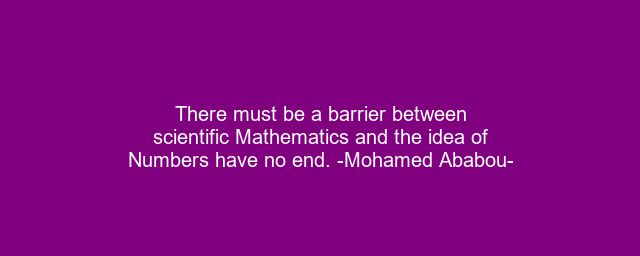 There must be a barrier between
scientific Mathematics and the idea of
Numbers have no end. -Mohamed Ababou-